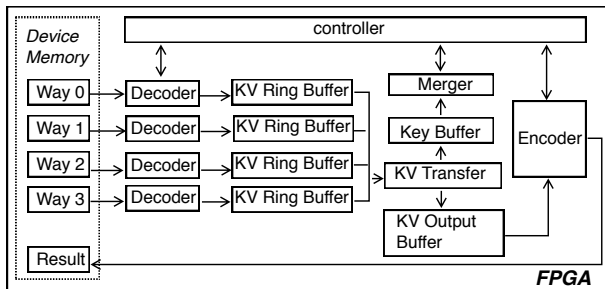 Device
Memory
controller
Way 0
Decoder
KV Ring Buffer
Merger
Way 1
Decoder
KV Ring Buffer
Key Buffer
Encoder
Way 2
Decoder
KV Ring Buffer
KV Transfer
Way 3
Decoder
KV Ring Buffer
KV Output
Buffer
Result
FPGA